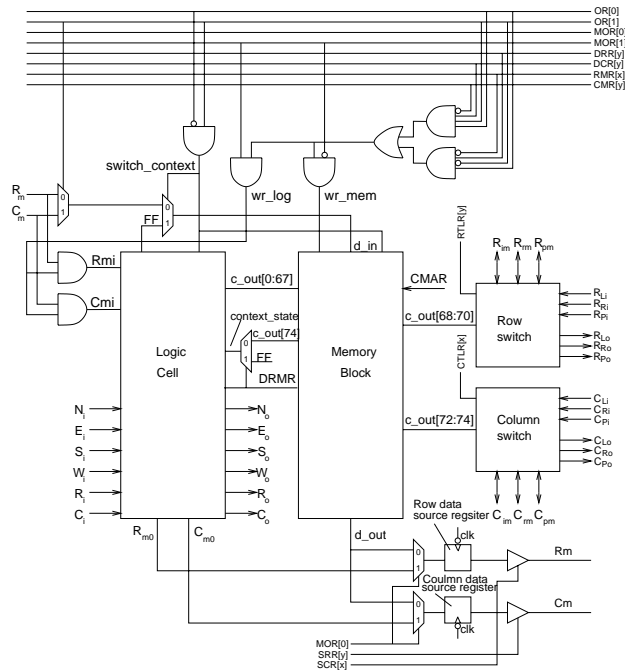 OR[0]
OR[1]
MOR[0]
MOR[1]
DRR[y]
DCR[y]
RMR[x]
CMR[y]
switch_context
wr_log
wr_mem
Rm
Cm
0
1
FF
0
1
d_in
Rmi
Cmi
c_out[0:67]
context_state
c_out[74]
0
1
FF
DRMR
Logic
Cell
Memory
Block
CMAR
c_out[68:70]
c_out[72:74]
RTLR[y]
Rim Rrm Rpm
Row
switch
RLi
RRi
RPi
RLo
RRo
RPo
CTLR[x]
Column
switch
CLi
CRi
CPi
CLo
CRo
CPo
Cim Crm Cpm
Ni
Ei
Si
Wi
Ri
Ci
No
Eo
So
Wo
Ro
Co
Rm0
Cm0
d_out
Row data
source regsiter
clk
0
1
Rm
Coulmn data
source register
0
1
clk
Cm
MOR[0]
SRR[y]
SCR[x]